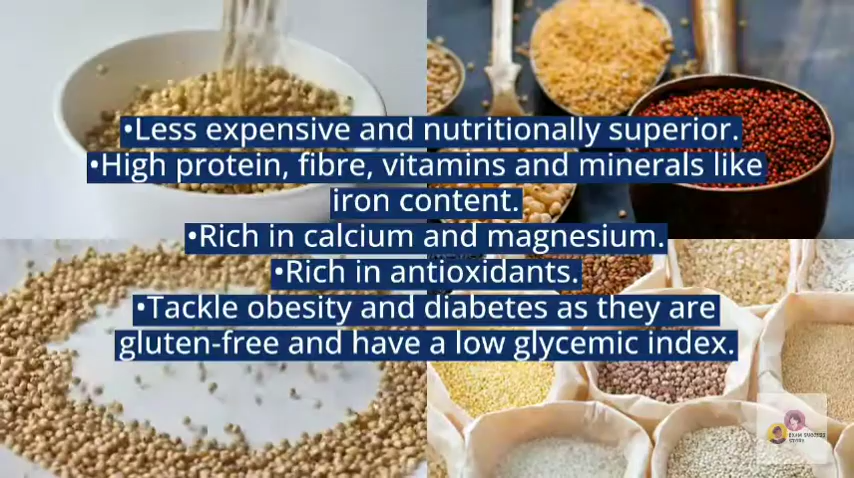 •Less expensive and nutritionally superior.
•High protein, fibre, vitamins and minerals like
iron content.
•Rich in calcium and magnesium.
•Rich in antioxidants.
•Tackle obesity and diabetes as they are
gluten-free and have a low glycemic index.